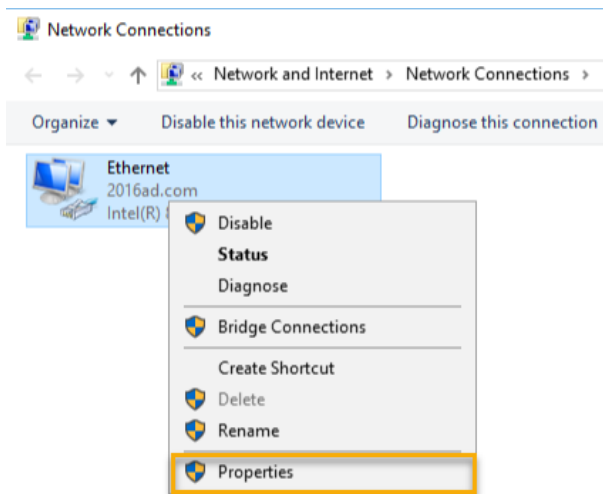 Network Connections
« Network and Internet > Network Connections >
Organize ▾ Disable this network device Diagnose this connection
Ethernet
2016ad.com
Intel(R)
Disable
Status
Diagnose
Bridge Connections
Create Shortcut
Delete
Rename
Properties